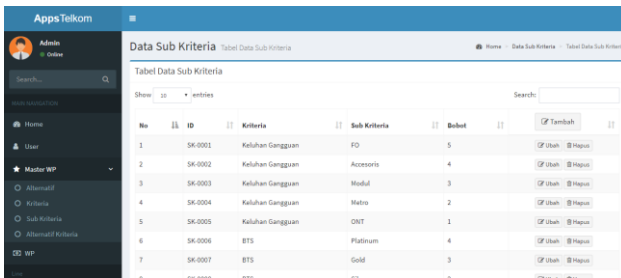 AppsTelkom
Admin
Online
Search...
MAIN NAVIGATION
Home
User
Master WP
Alternatif
Kriteria
Sub Kriteria
Alternatif Kriteria
WP
Data Sub Kriteria Tabel Data Sub Kriteria
Home Data Sub Kriteria Tabel Data Sub Kriteri
Tabel Data Sub Kriteria
Show 10 entries Search:
No ID Kriteria Sub Kriteria Bobot Tambah
1 SK-0001 Keluhan Gangguan FO 5 Ubah Hapus
2 SK-0002 Keluhan Gangguan Accesoris 4 Ubah Hapus
3 SK-0003 Keluhan Gangguan Modul 3 Ubah Hapus
4 SK-0004 Keluhan Gangguan Metro 2 Ubah Hapus
5 SK-0005 Keluhan Gangguan ONT 1 Ubah Hapus
6 SK-0006 BTS Platinum 4 Ubah Hapus
7 SK-0007 BTS Gold 3 Ubah Hapus